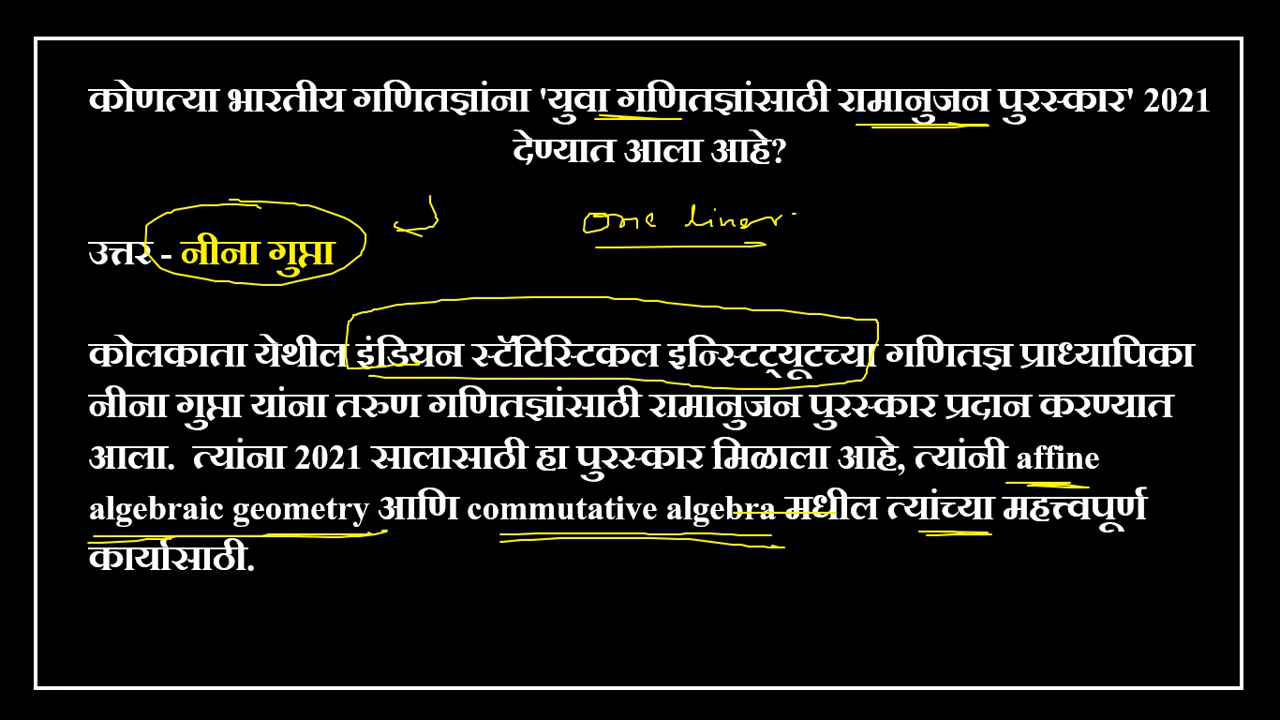 कोणत्या भारतीय गणितज्ञांना 'युवा गणितज्ञांसाठी रामानुजन पुरस्कार' 2021
देण्यात आला आहे?
one liner.
उत्तर - नीना गुप्ता
कोलकाता येथील इंडियन स्टॅटिस्टिकल इन्स्टिट्यूटच्या गणितज्ञ प्राध्यापिका
नीना गुप्ता यांना तरुण गणितज्ञांसाठी रामानुजन पुरस्कार प्रदान करण्यात
आला. त्यांना 2021 सालासाठी हा पुरस्कार मिळाला आहे, त्यांनी affine
algebraic geometry आणि commutative algebra मधील त्यांच्या महत्त्वपूर्ण
कार्यासाठी.